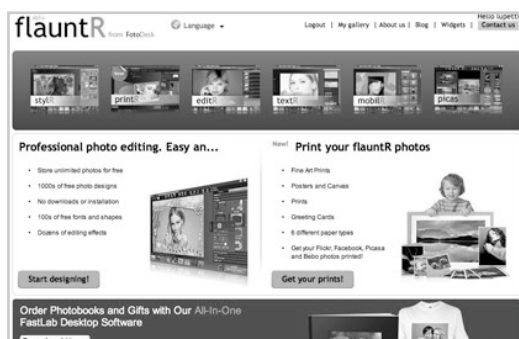 flauntR from FotoDesk
Language
Hello lupetti
Logout | My gallery | About us | Blog | Widgets | Contact us
stylR
printR
editR
textR
mobilR
picas
Professional photo editing. Easy an...
• Store unlimited photos for free
• 1000s of free photo designs
• No downloads or installation
• 100s of free fonts and shapes
• Dozens of editing effects
Start designing!
New! Print your flauntR photos
• Fine Art Prints
• Posters and Canvas
• Prints
• Greeting Cards
• 6 different paper types
• Get your Flickr, Facebook, Picasa
and Bebo photos printed!
Get your prints!
Order Photobooks and Gifts with Our All-In-One
FastLab Desktop Software